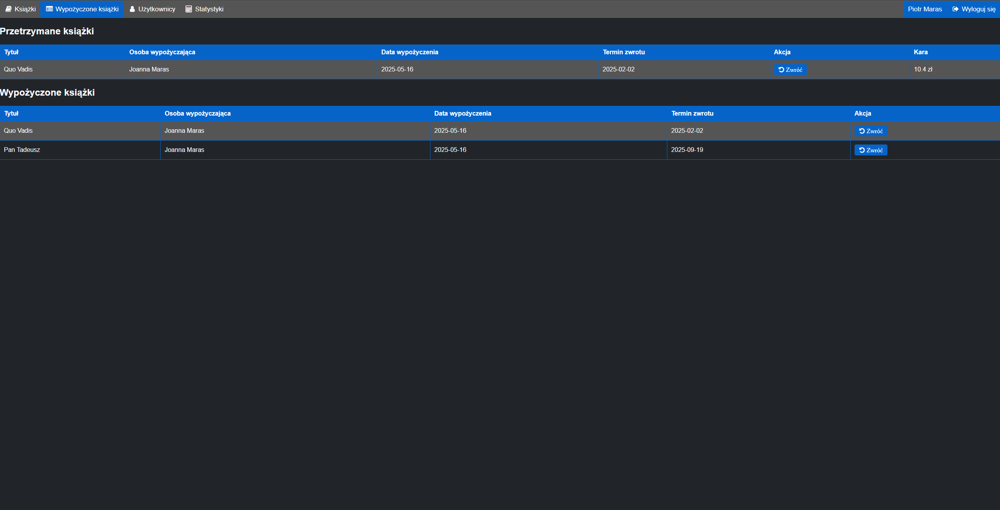 Książki Wypożyczone książki Użytkownicy Statystyki Piotr Maras Wyloguj się
Przetrzymane książki
Tytuł Osoba wypożyczająca Data wypożyczenia Termin zwrotu Akcja Kara
Quo Vadis Joanna Maras 2025-05-16 2025-02-02 Zwróć 10.4 zł
Wypożyczone książki
Tytuł Osoba wypożyczająca Data wypożyczenia Termin zwrotu Akcja
Quo Vadis Joanna Maras 2025-05-16 2025-02-02 Zwróć
Pan Tadeusz Joanna Maras 2025-05-16 2025-09-19 Zwróć